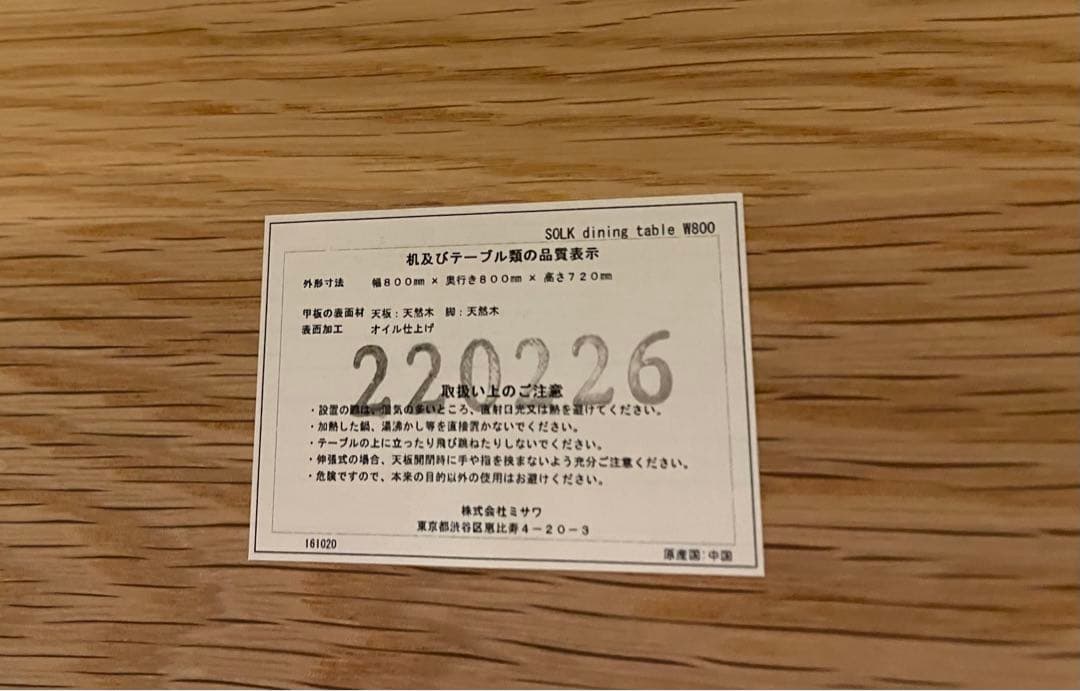 SOLK dining table W800
机及びテーブル類の品質表示
外形寸法 幅800㎜ × 奥行き800㎜ × 高さ720㎜
甲板の表面材 天板:天然木 脚:天然木
表面加工 オイル仕上げ
220226
取扱い上のご注意
・設置の際は、湿気の多いところ、直射日光又は熱を避けてください。
・加熱した鍋、湯沸かし等を直接置かないでください。
・テーブルの上に立ったり飛び跳ねたりしないでください。
・伸張式の場合、天板開閉時に手や指を挟まないよう充分ご注意ください。
・危険ですので、本来の目的以外の使用はお避けください。
株式会社ミサワ
東京都渋谷区恵比寿4-20-3
161020
原産国:中国